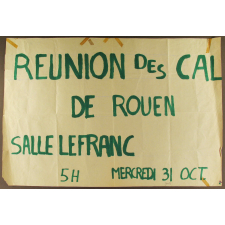 REUNION DES CAL
DE ROUEN
SALLE LEFRANC
5H MERCREDI 31 OCT.